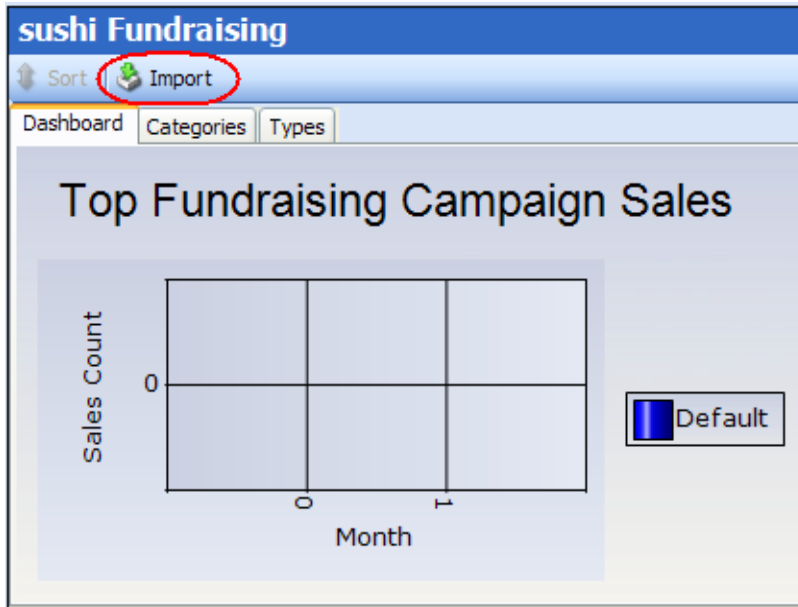 sushi Fundraising
Sort Import
Dashboard Categories Types
Top Fundraising Campaign Sales
Sales Count
0
0 1
Month
Default